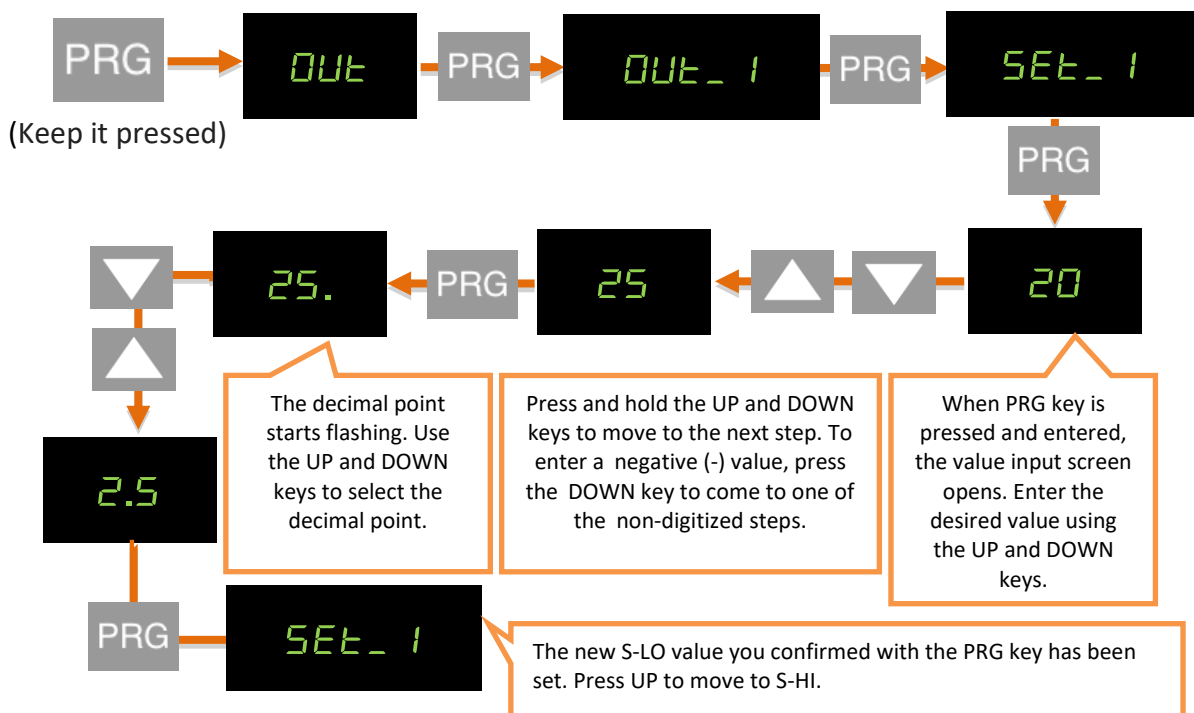 PRG
OUt
PRG
OUt_ 1
PRG
SEt_ 1
(Keep it pressed)
PRG
20
25
PRG
25.
The decimal point
starts flashing. Use
the UP and DOWN
keys to select the
decimal point.
Press and hold the UP and DOWN
keys to move to the next step. To
enter a negative (-) value, press
the DOWN key to come to one of
the non-digitized steps.
When PRG key is
pressed and entered,
the value input screen
opens. Enter the
desired value using
the UP and DOWN
keys.
2.5
PRG
SEt_ 1
The new S-LO value you confirmed with the PRG key has been
set. Press UP to move to S-HI.